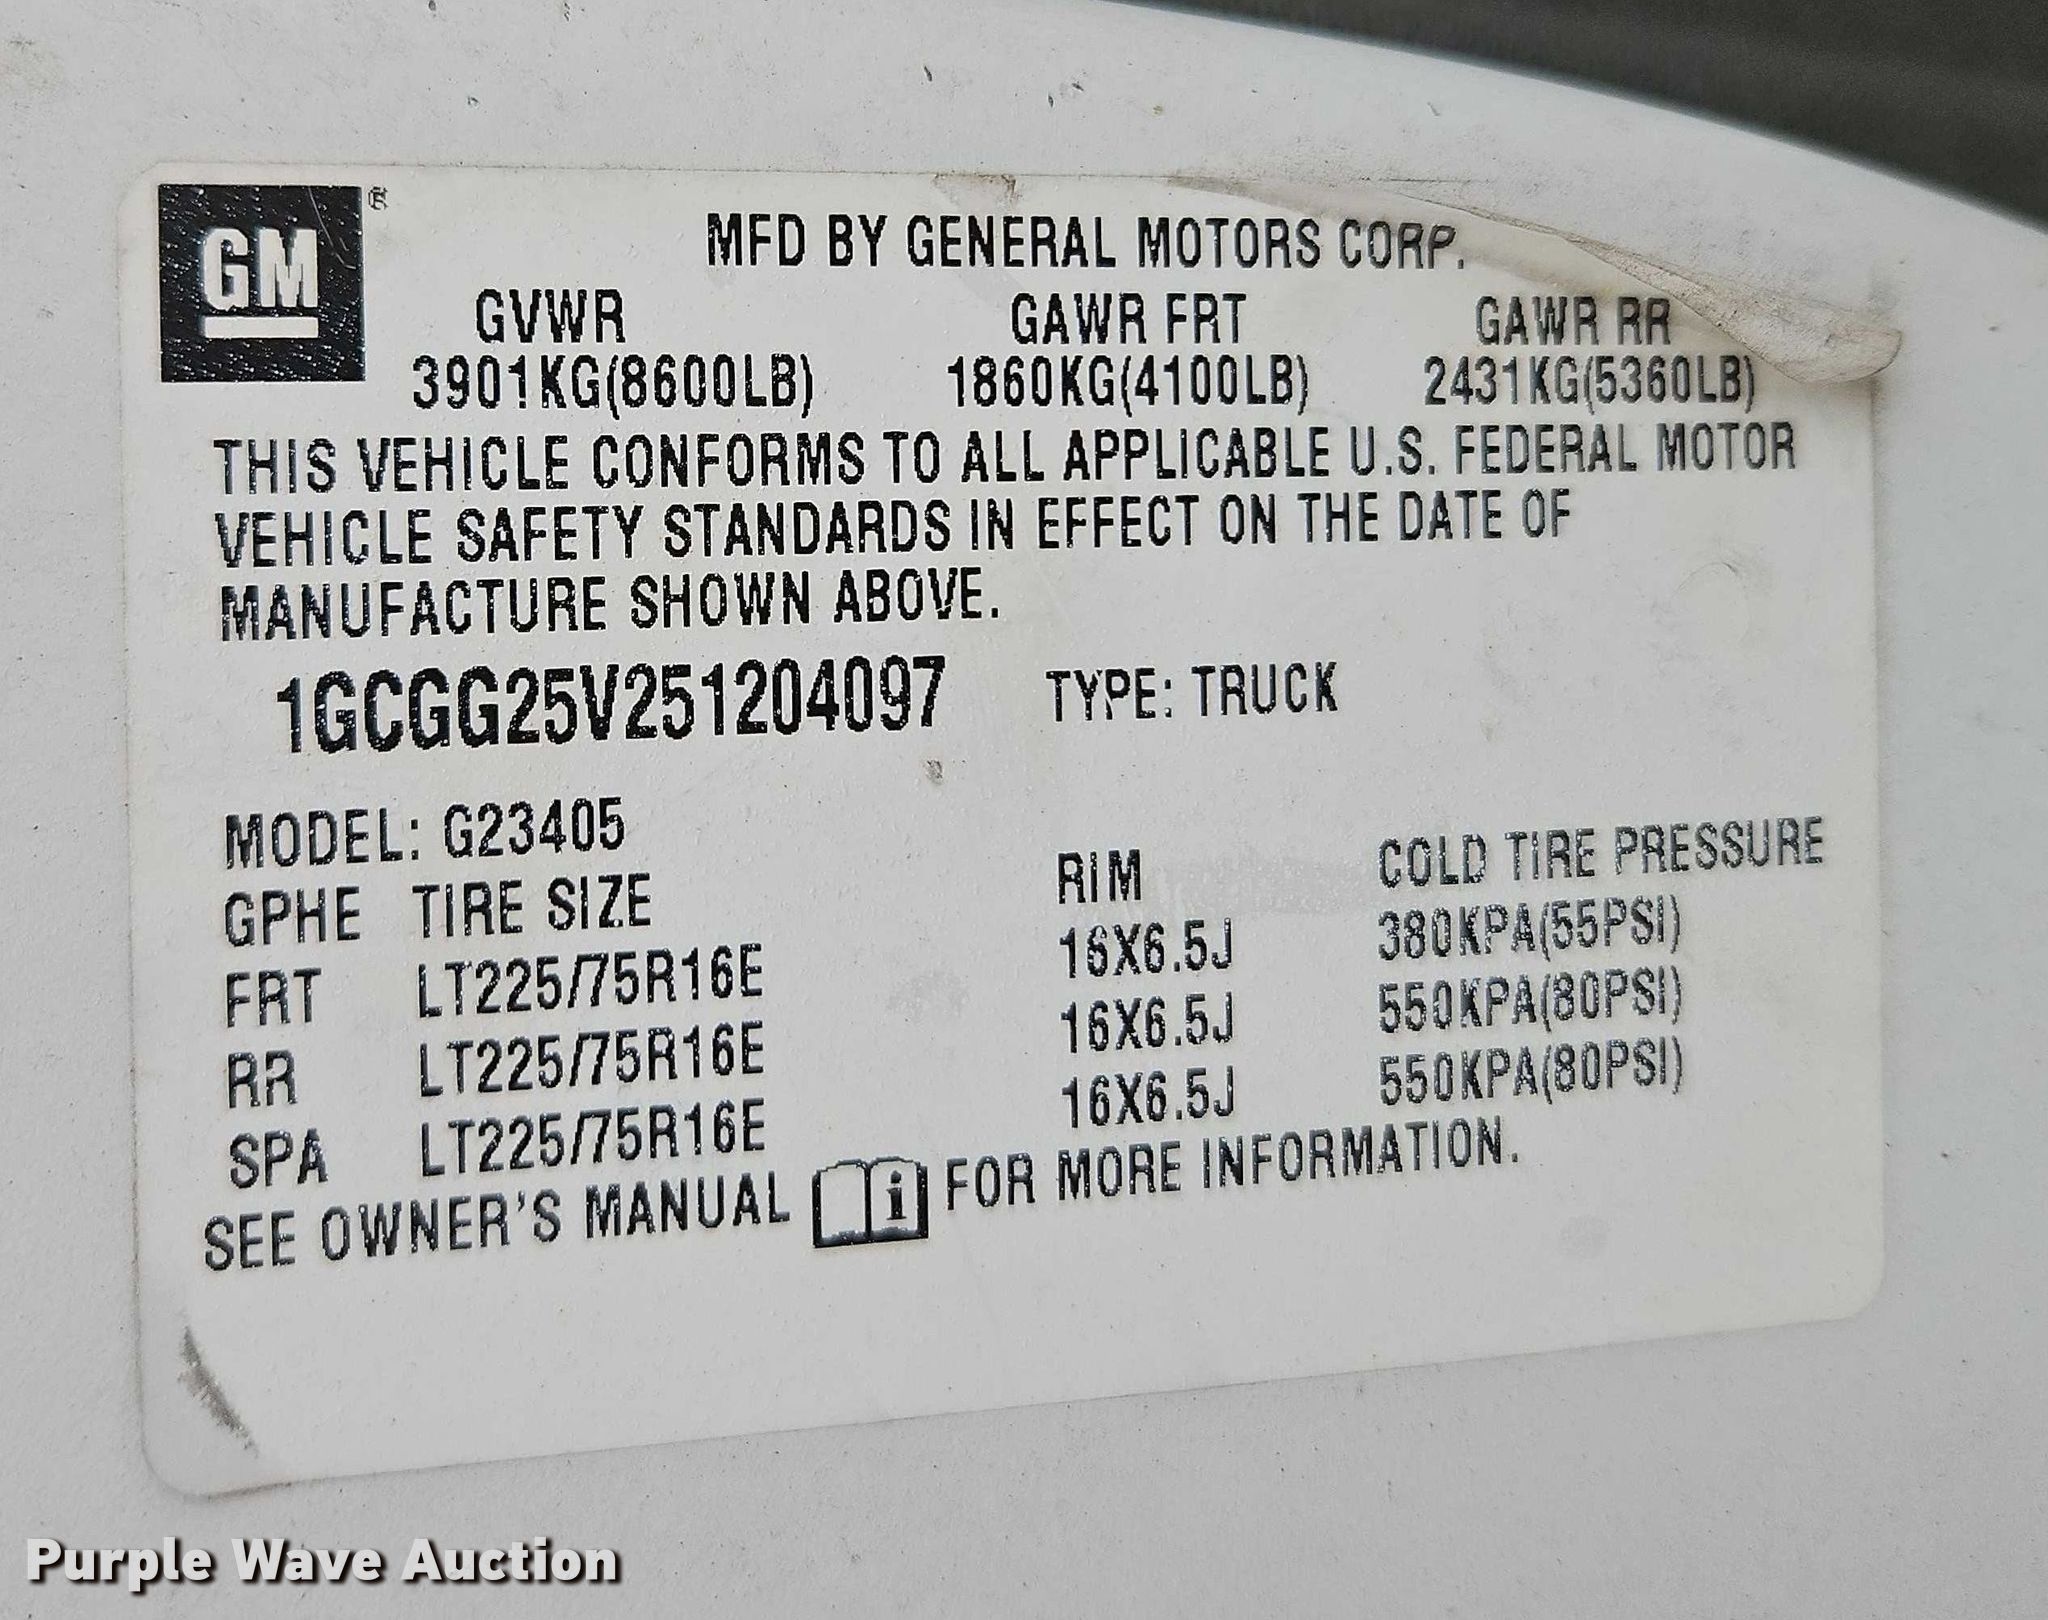 GM®
MFD BY GENERAL MOTORS CORP.
GVWR GAWR FRT GAWR RR
3901KG(8600LB) 1860KG(4100LB) 2431KG(5360LB)
THIS VEHICLE CONFORMS TO ALL APPLICABLE U.S. FEDERAL MOTOR
VEHICLE SAFETY STANDARDS IN EFFECT ON THE DATE OF
MANUFACTURE SHOWN ABOVE.
1GCGG25V251204097 TYPE: TRUCK
MODEL: G23405
GPHE TIRE SIZE RIM COLD TIRE PRESSURE
FRT LT225/75R16E 16X6.5J 380KPA(55PSI)
RR LT225/75R16E 16X6.5J 550KPA(80PSI)
SPA LT225/75R16E 16X6.5J 550KPA(80PSI)
SEE OWNER'S MANUAL i FOR MORE INFORMATION.
Purple Wave Auction